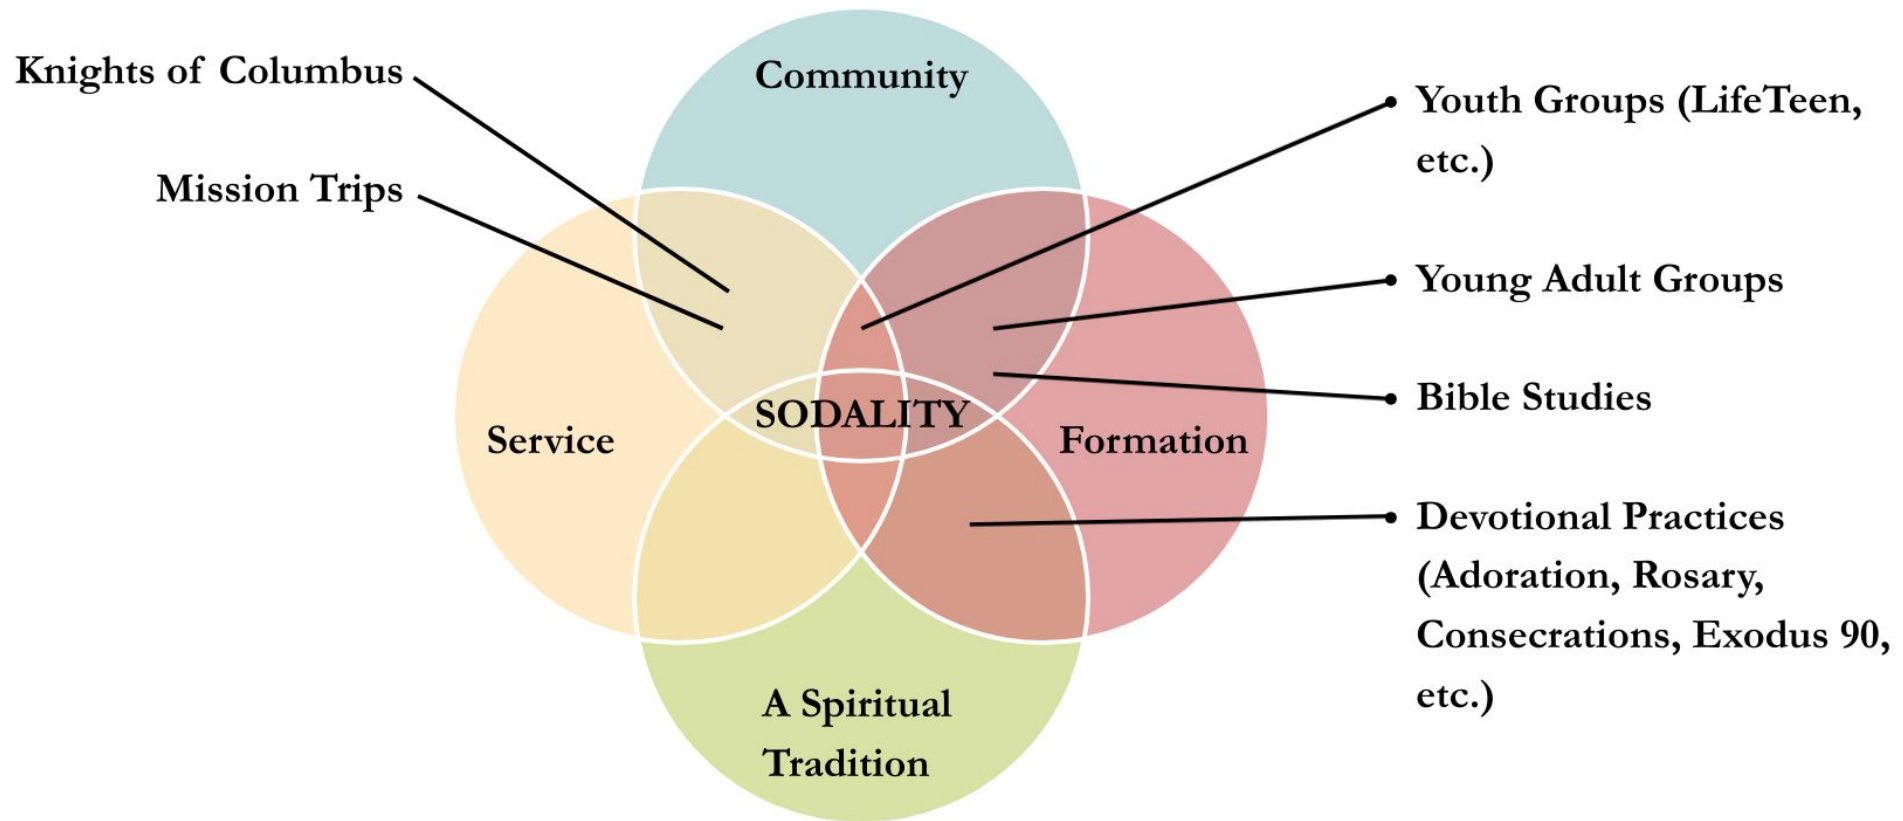 Knights of Columbus
Mission Trips
Community
Service
SODALITY
Formation
A Spiritual
Tradition
Youth Groups (LifeTeen,
etc.)
Young Adult Groups
Bible Studies
Devotional Practices
(Adoration, Rosary,
Consecrations, Exodus 90,
etc.)